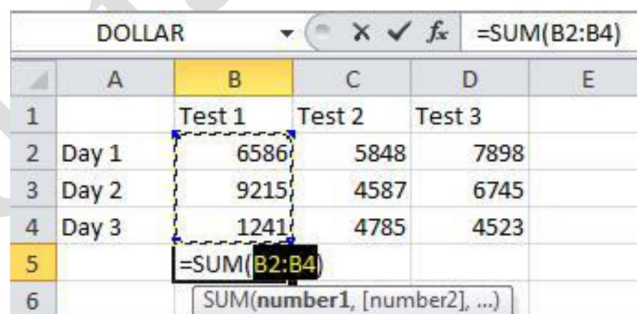 DOLLAR fx =SUM(B2:B4)
A B C D E
1 Test 1 Test 2 Test 3
2 Day 1 6586 5848 7898
3 Day 2 9215 4587 6745
4 Day 3 1241 4785 4523
5 =SUM(B2:B4)
6 SUM(number1, [number2], ...)